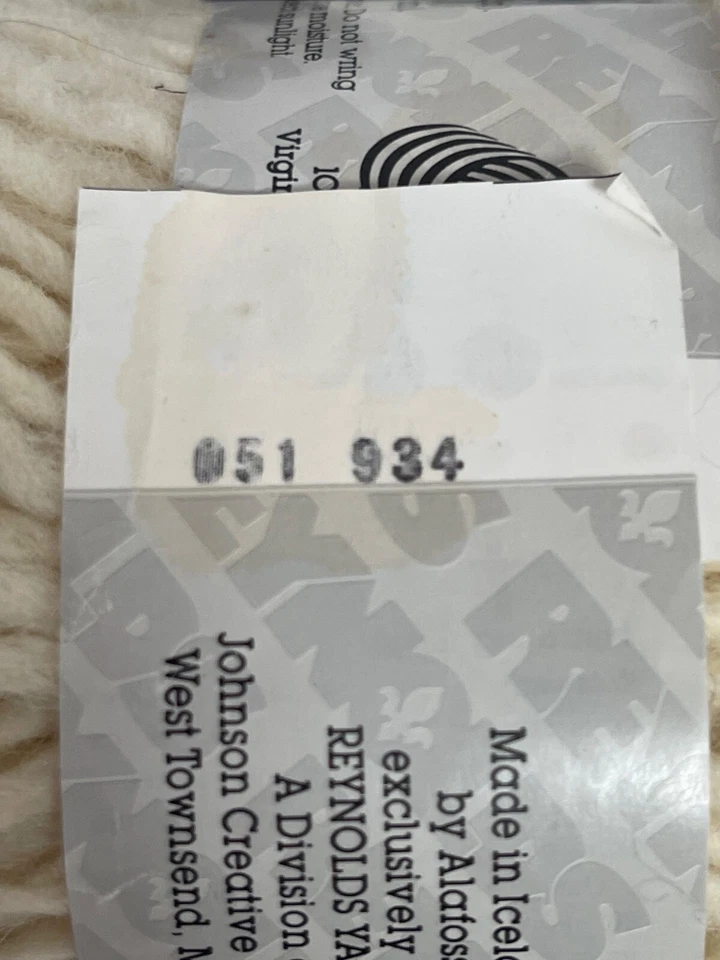 Do not wring
moisture.
sunlight
Virgin
051 934
Made in Icel
by Alafoss
exclusively
REYNOLDS YA
A Division
Johnson Creative
West Townsend, M
REYNOLDS